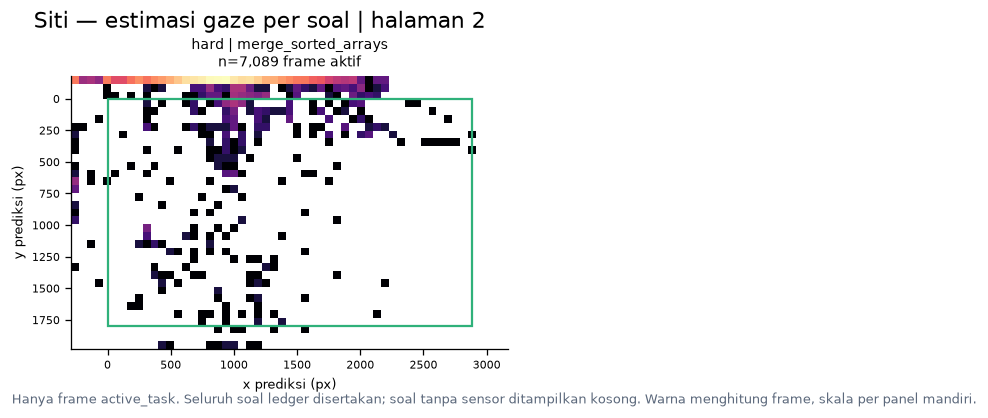 Siti — estimasi gaze per soal | halaman 2
hard | merge_sorted_arrays
n=7,089 frame aktif
0
250
500
750
1000
1250
1500
1750
y prediksi (px)
0 500 1000 1500 2000 2500 3000
x prediksi (px)
Hanya frame active_task. Seluruh soal ledger disertakan; soal tanpa sensor ditampilkan kosong. Warna menghitung frame, skala per panel mandiri.